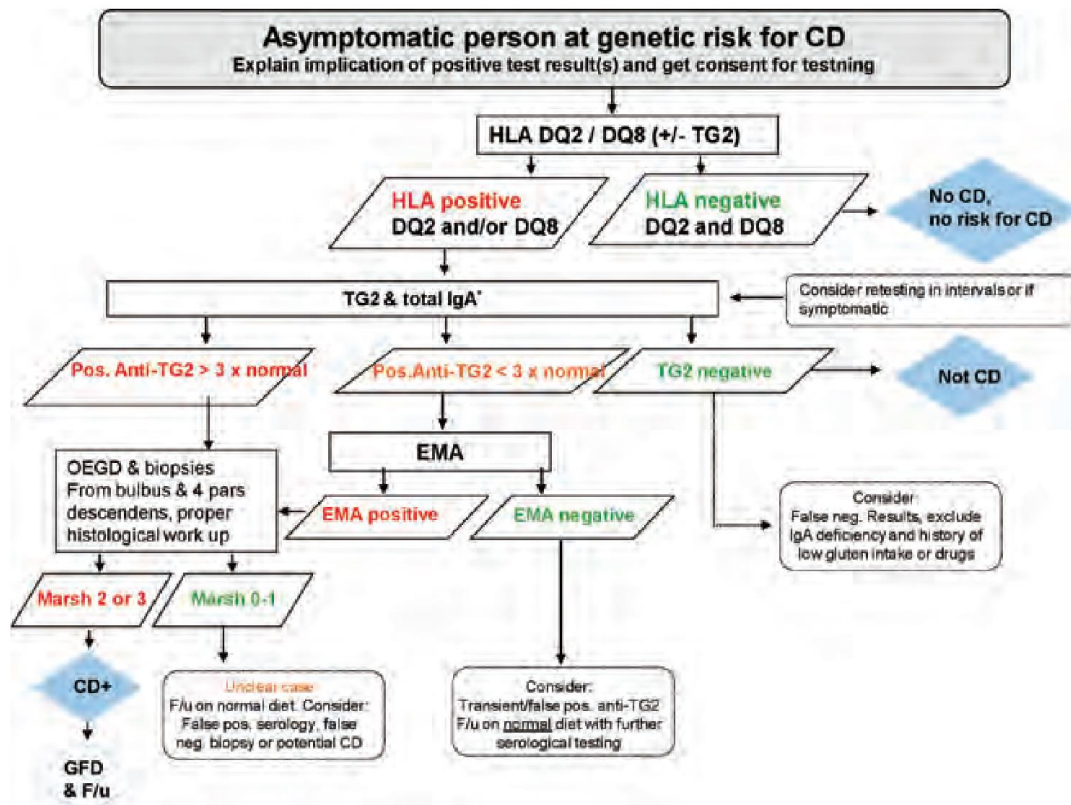 Asymptomatic person at genetic risk for CD
Explain implication of positive test result(s) and get consent for testning
HLA DQ2 / DQ8 (+/- TG2)
HLA positive
DQ2 and/or DQ8
HLA negative
DQ2 and DQ8
No CD,
no risk for CD
TG2 & total IgA*
Consider retesting in intervals or if
symptomatic
Pos. Anti-TG2 > 3 x normal
Pos.Anti-TG2 < 3 x normal
TG2 negative
Not CD
EMA
OEGD & biopsies
From bulbus & 4 pars
descendens, proper
histological work up
EMA positive
EMA negative
Consider:
False neg. Results, exclude
IgA deficiency and history of
low gluton intake or drugs
Marsh 2 or 3
Marsh 0-1
CD+
Unclear case
F/u on normal diet. Consider:
False pos. serology, false
neg. biopsy or potential CD
Consider:
Transient/false pos. anti-TG2
F/u on normal diet with further
serological testing
GFD
& F/u